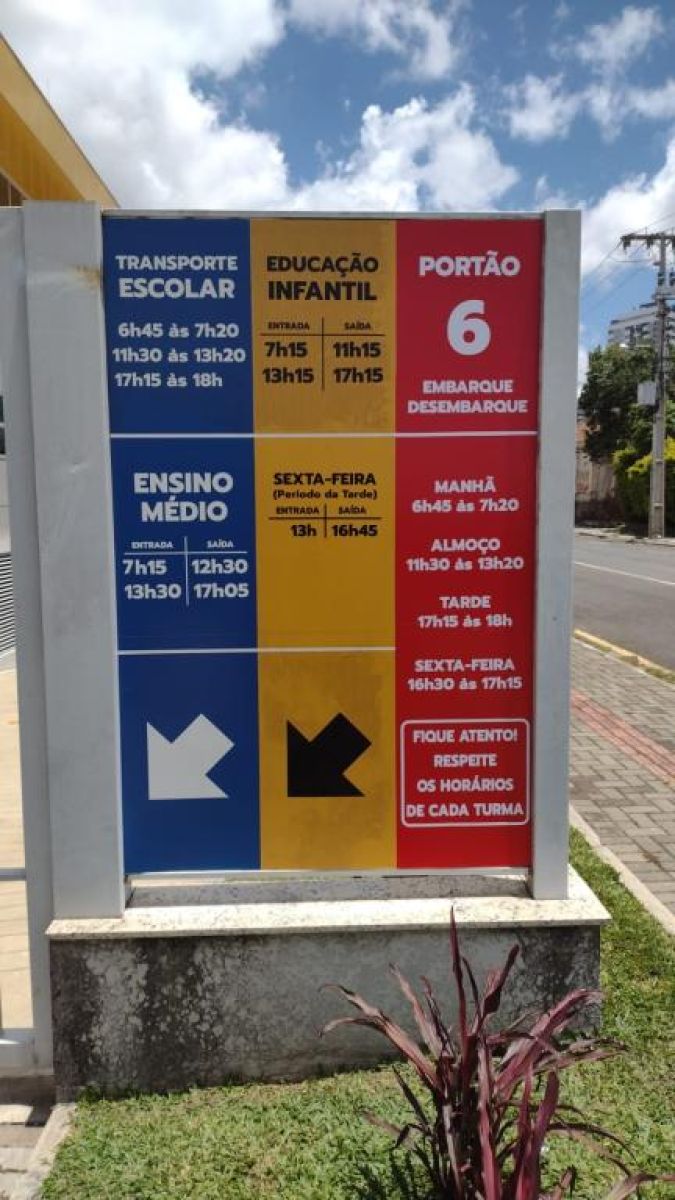 TRANSPORTE
ESCOLAR
6h45 às 7h20
11h30 às 13h20
17h15 às 18h
ENSINO
MÉDIO
ENTRADA SAÍDA
7h15 12h30
13h30 17h05
EDUCAÇÃO
INFANTIL
ENTRADA SAÍDA
7h15 11h15
13h15 17h15
SEXTA-FEIRA
(Período da Tarde)
ENTRADA SAÍDA
13h 16h45
PORTÃO
6
EMBARQUE
DESEMBARQUE
MANHÃ
6h45 às 7h20
ALMOÇO
11h30 às 13h20
TARDE
17h15 às 18h
SEXTA-FEIRA
16h30 às 17h15
FIQUE ATENTO!
RESPEITE
OS HORÁRIOS
DE CADA TURMA